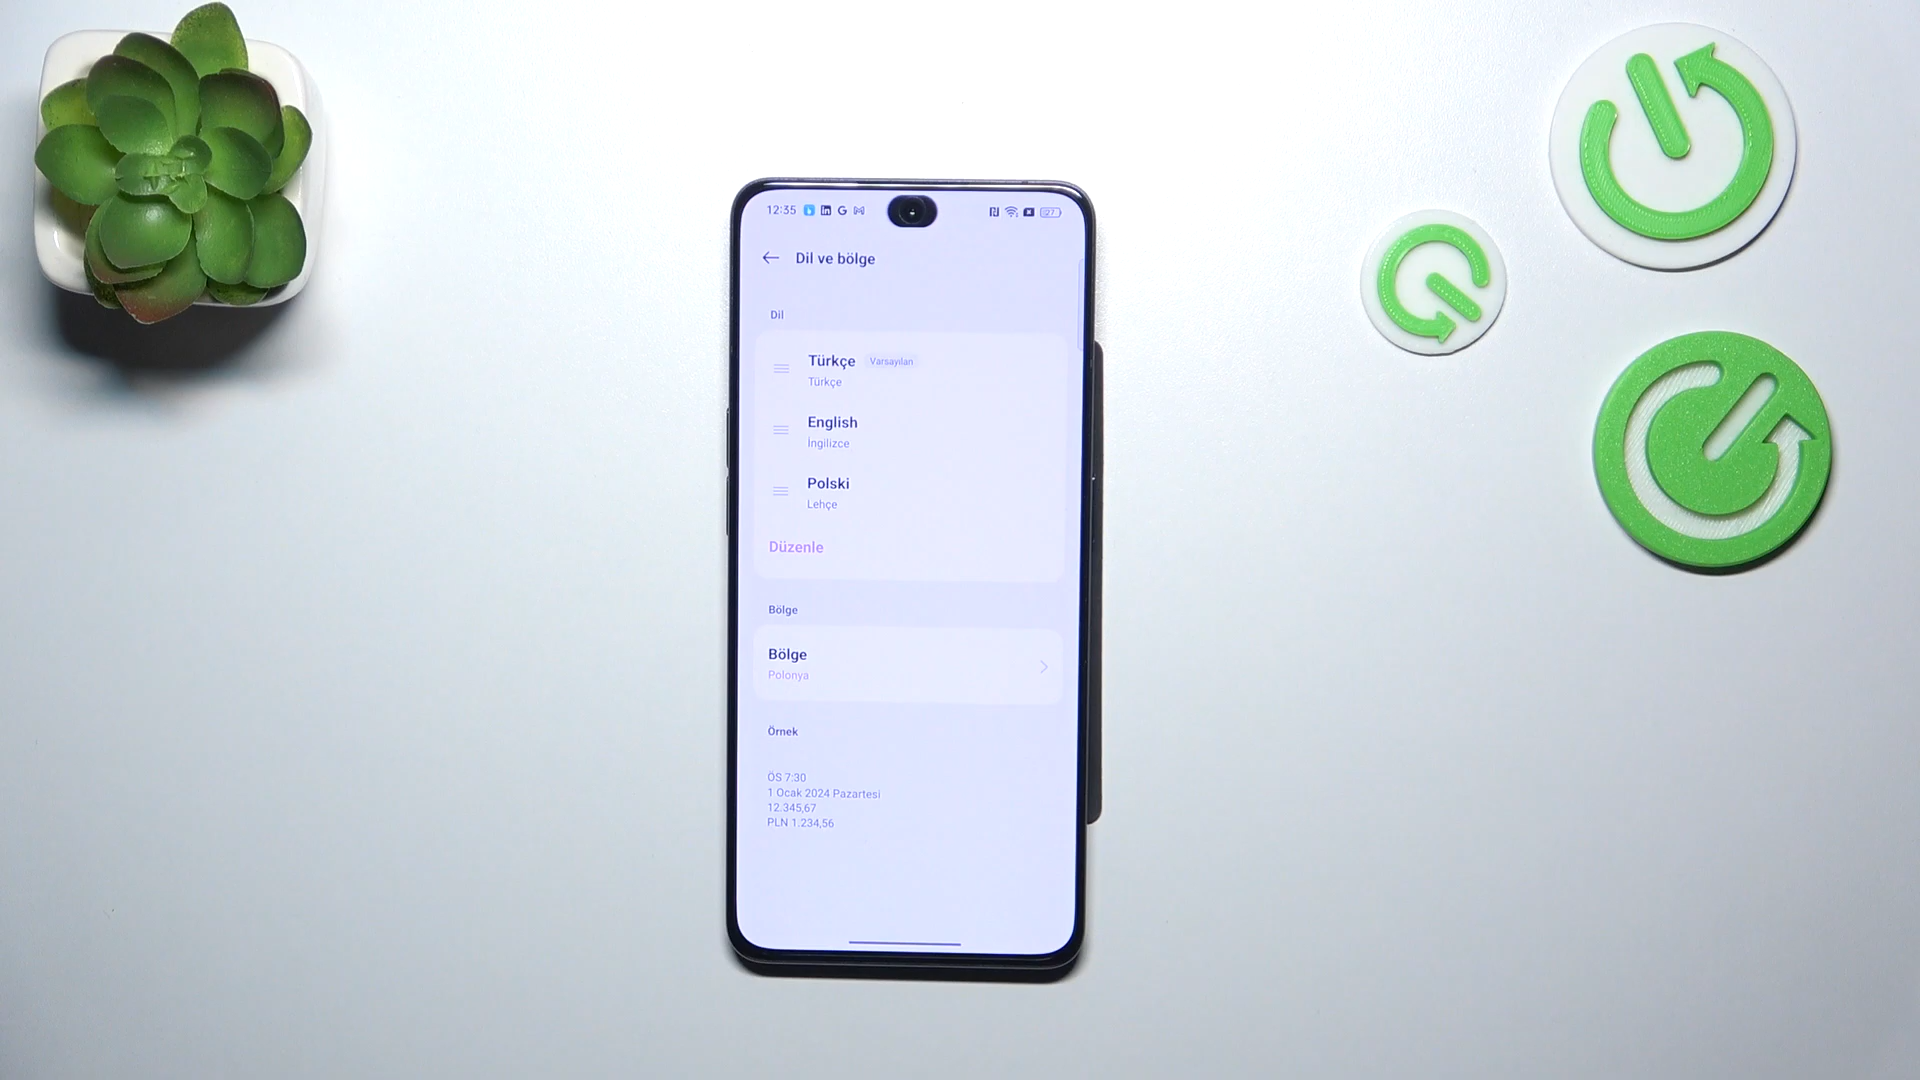 12:35
27
Dil ve bölge
Dil
Türkçe Varsayılan
Türkçe
English
İngilizce
Polski
Lehçe
Düzenle
Bölge
Bölge
Polonya
Örnek
ÖS 7:30
1 Ocak 2024 Pazartesi
12.345,67
PLN 1.234,56